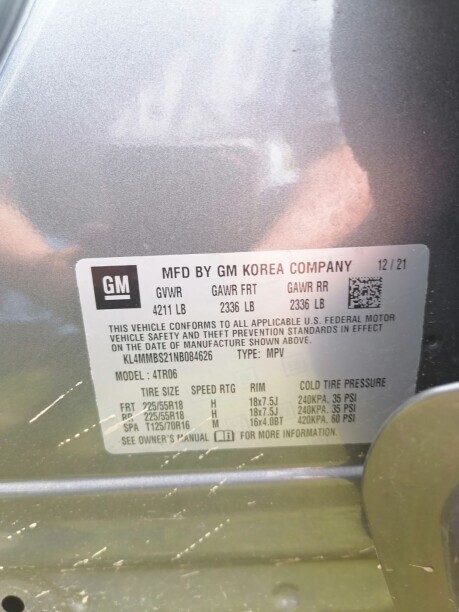 GM
MFD BY GM KOREA COMPANY 12 / 21
GVWR GAWR FRT GAWR RR
4211 LB 2336 LB 2336 LB
THIS VEHICLE CONFORMS TO ALL APPLICABLE U.S. FEDERAL MOTOR
VEHICLE SAFETY AND THEFT PREVENTION STANDARDS IN EFFECT
ON THE DATE OF MANUFACTURE SHOWN ABOVE.
KL4MMBS21NB084626 TYPE: MPV
MODEL: 4TR06
TIRE SIZE SPEED RTG RIM COLD TIRE PRESSURE
FRT 225/55R18 H 18x7.5J 240KPA, 35 PSI
RR 225/55R18 H 18x7.5J 240KPA, 35 PSI
SPA T125/70R16 M 16x4.0BT 420KPA, 60 PSI
SEE OWNER'S MANUAL FOR MORE INFORMATION